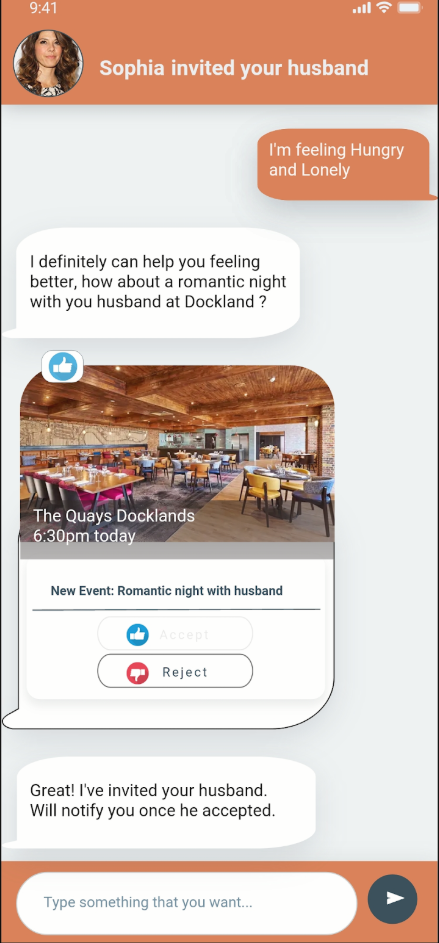 9:41
Sophia invited your husband
I'm feeling Hungry
and Lonely
I definitely can help you feeling
better, how about a romantic night
with you husband at Dockland ?
The Quays Docklands
6:30pm today
New Event: Romantic night with husband
Accept
Reject
Great! I've invited your husband.
Will notify you once he accepted.
Type something that you want...